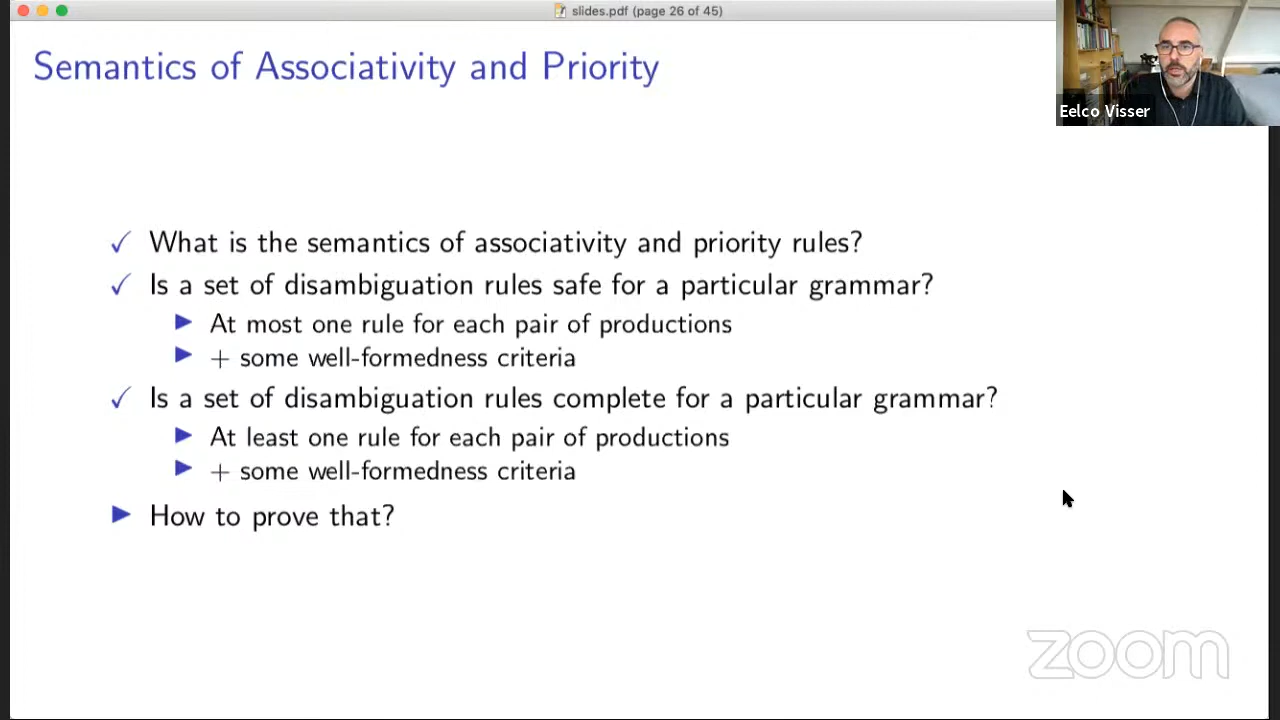 slides.pdf (page 26 of 45)
Semantics of Associativity and Priority
Eelco Visser
✓ What is the semantics of associativity and priority rules?
✓ Is a set of disambiguation rules safe for a particular grammar?
▶ At most one rule for each pair of productions
▶ + some well-formedness criteria
✓ Is a set of disambiguation rules complete for a particular grammar?
▶ At least one rule for each pair of productions
▶ + some well-formedness criteria
▶ How to prove that?
zoom